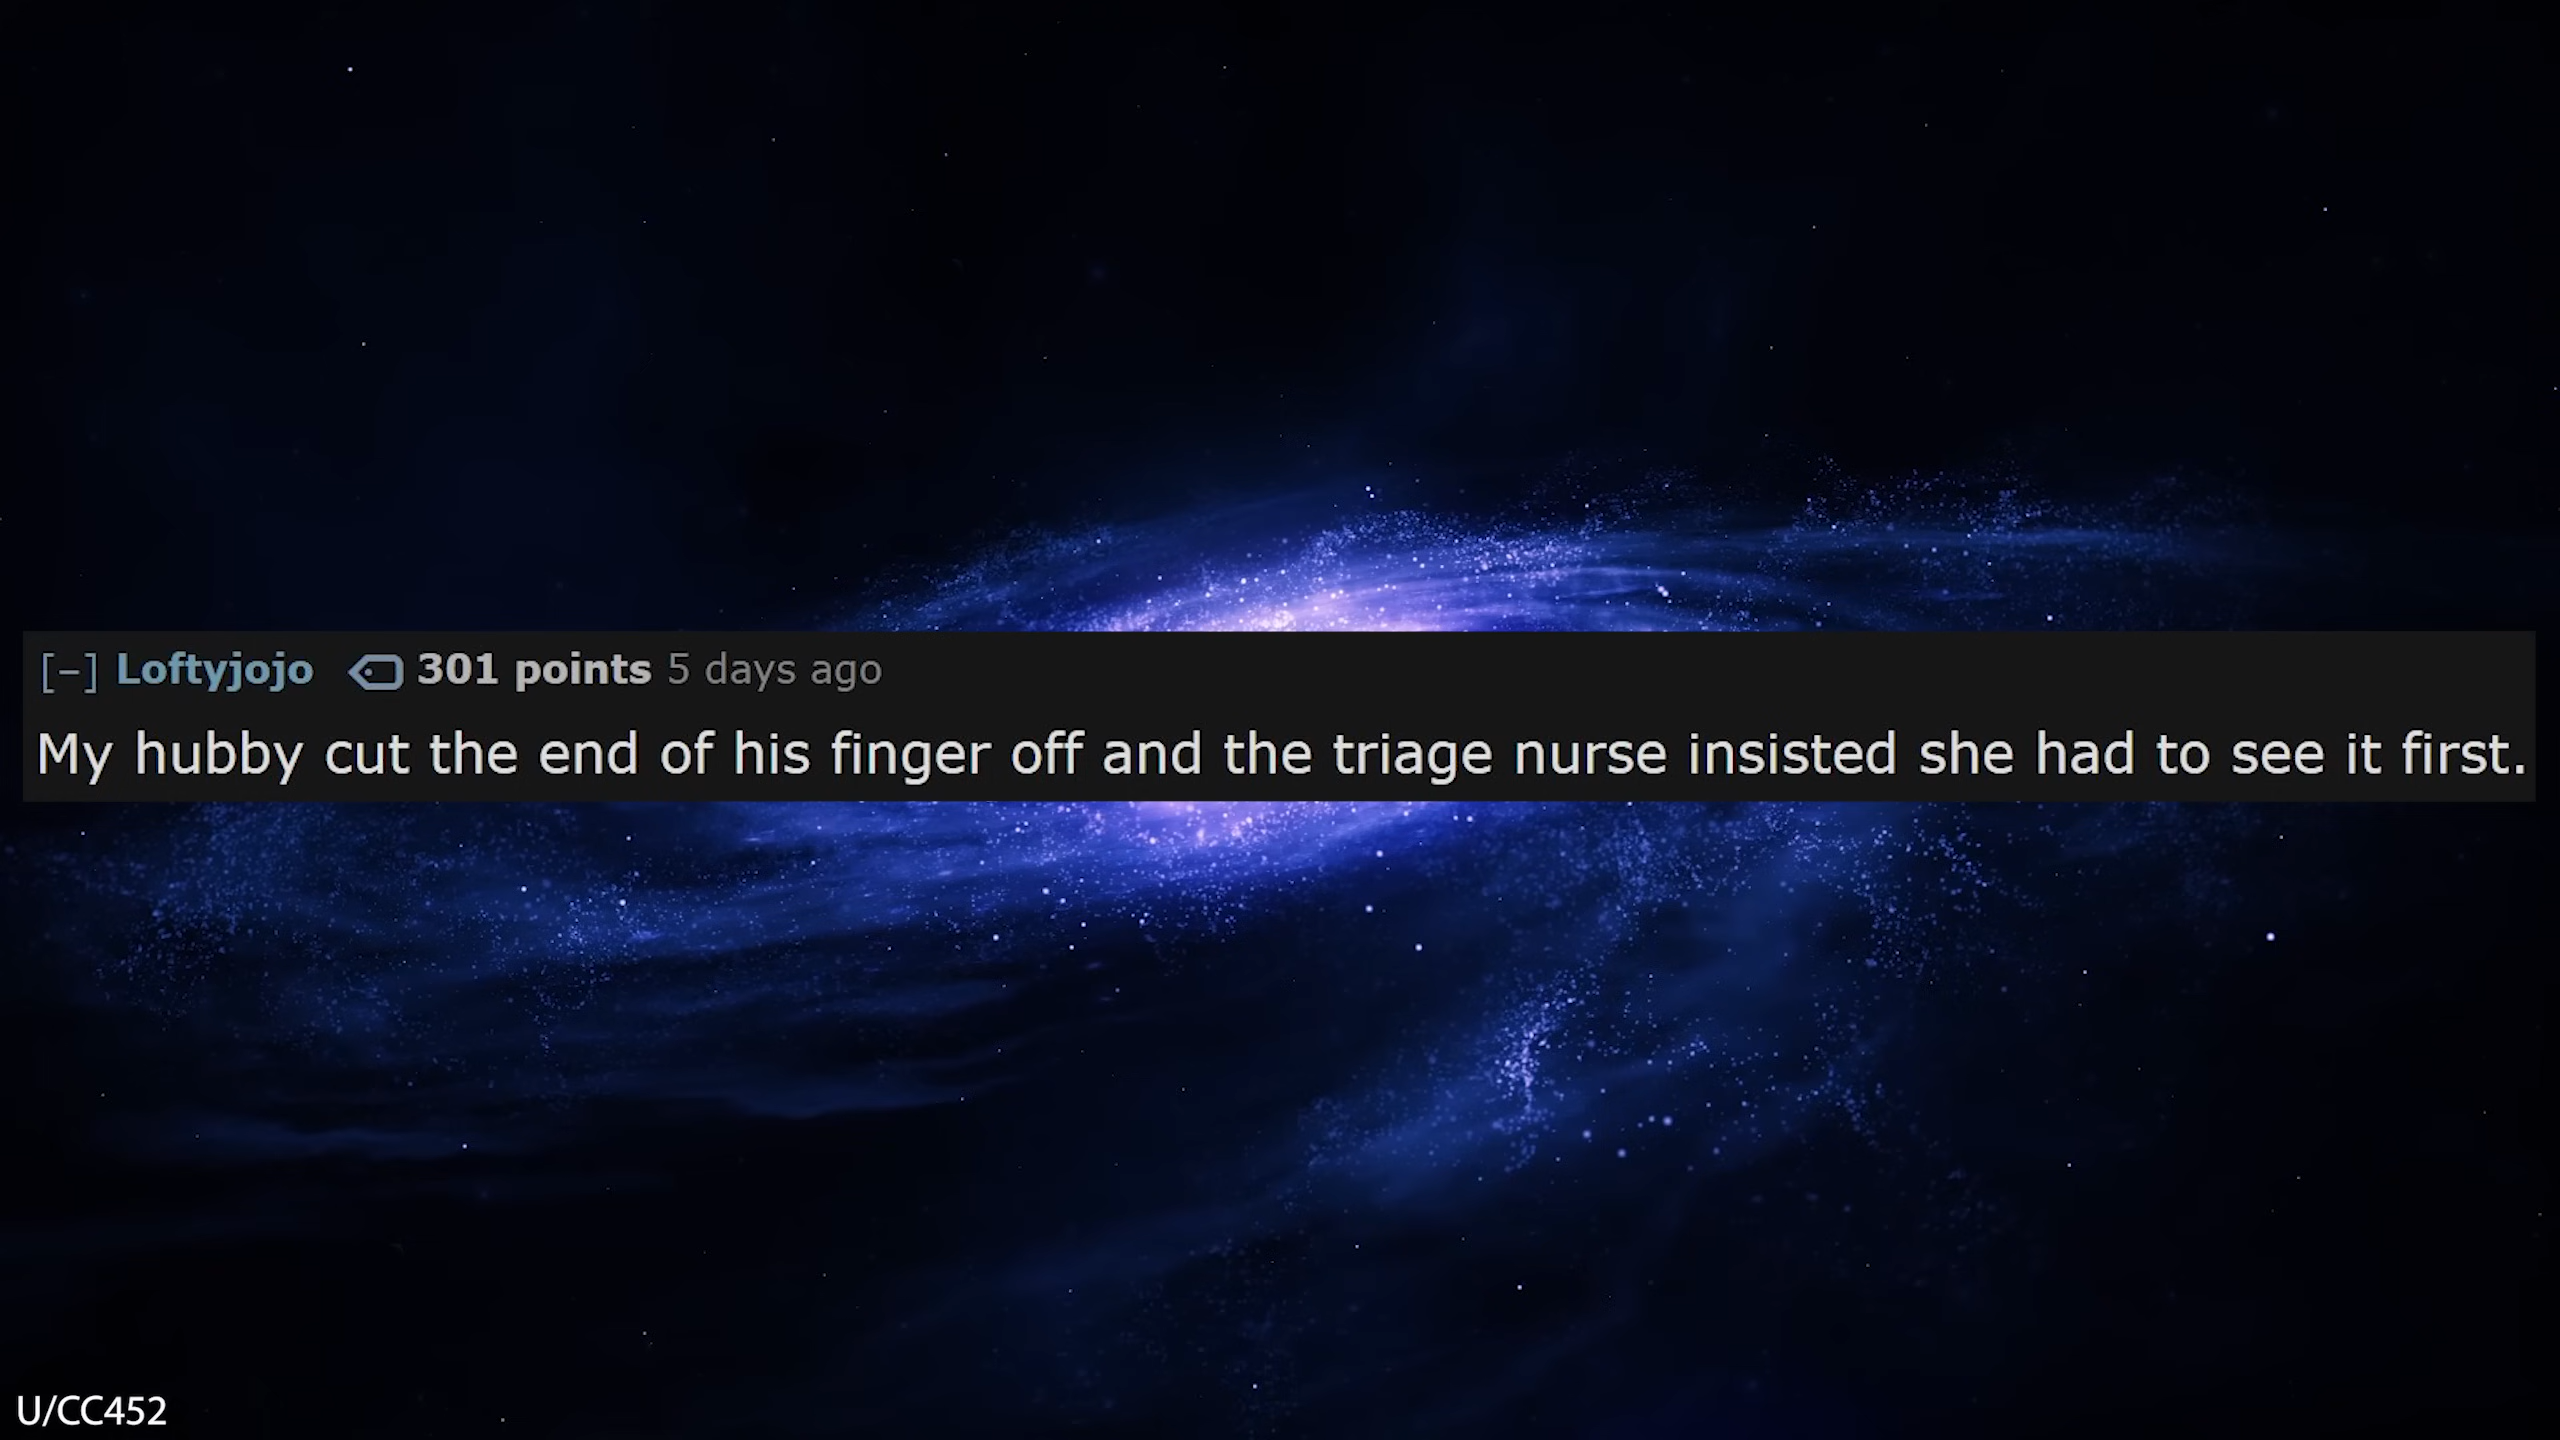 [–] Loftyjojo 301 points 5 days ago
My hubby cut the end of his finger off and the triage nurse insisted she had to see it first.
U/CC452